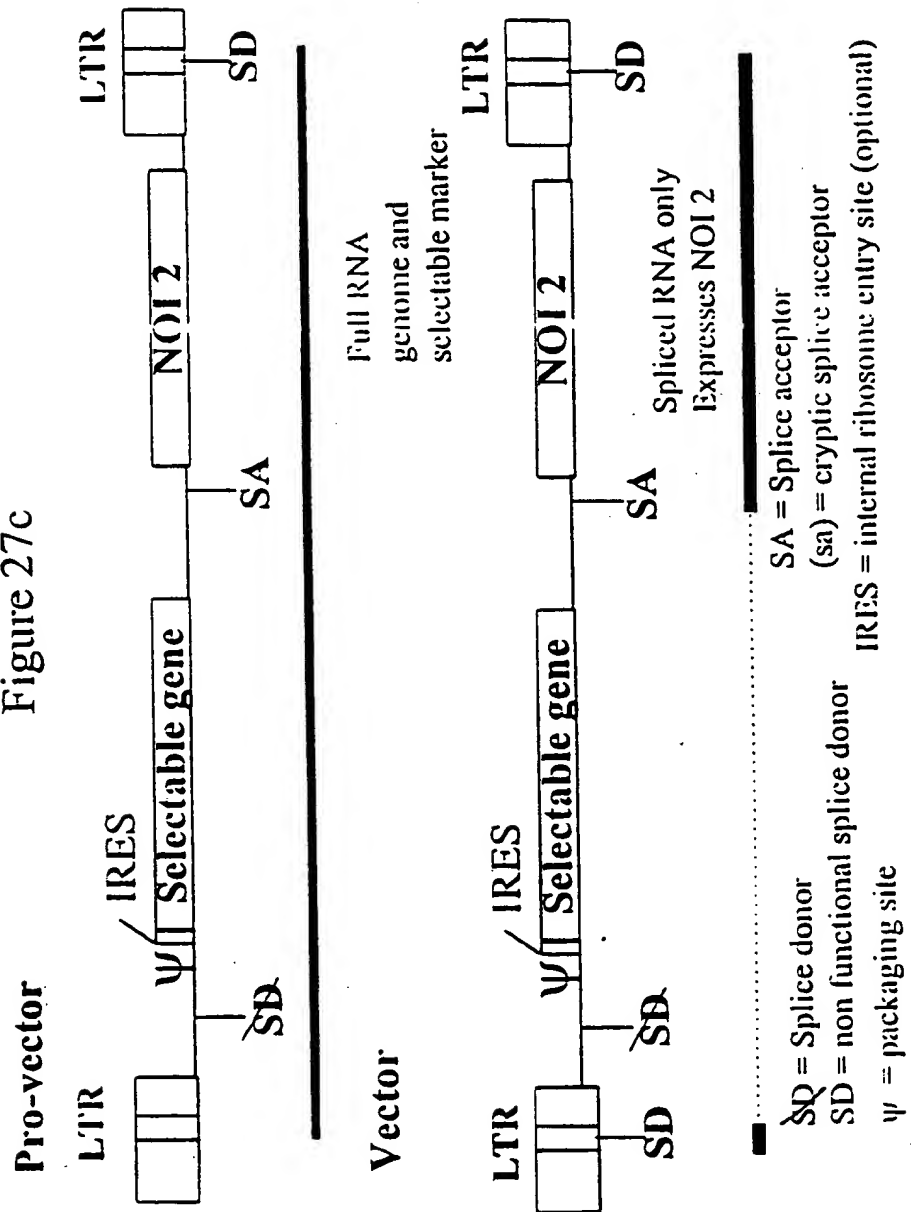 Figure 27c
Pro-vector
LTR
SD
ψ
IRES
Selectable gene
SA
NOI 2
LTR
SD
Full RNA
genome and
selectable marker
Vector
LTR
SD
SD
ψ
IRES
Selectable gene
SA
NOI 2
LTR
SD
Spliced RNA only
Expresses NOI 2
SD = Splice donor
SD = non functional splice donor
ψ = packaging site
SA = Splice acceptor
(sa) = cryptic splice acceptor
IRES = internal ribosome entry site (optional)